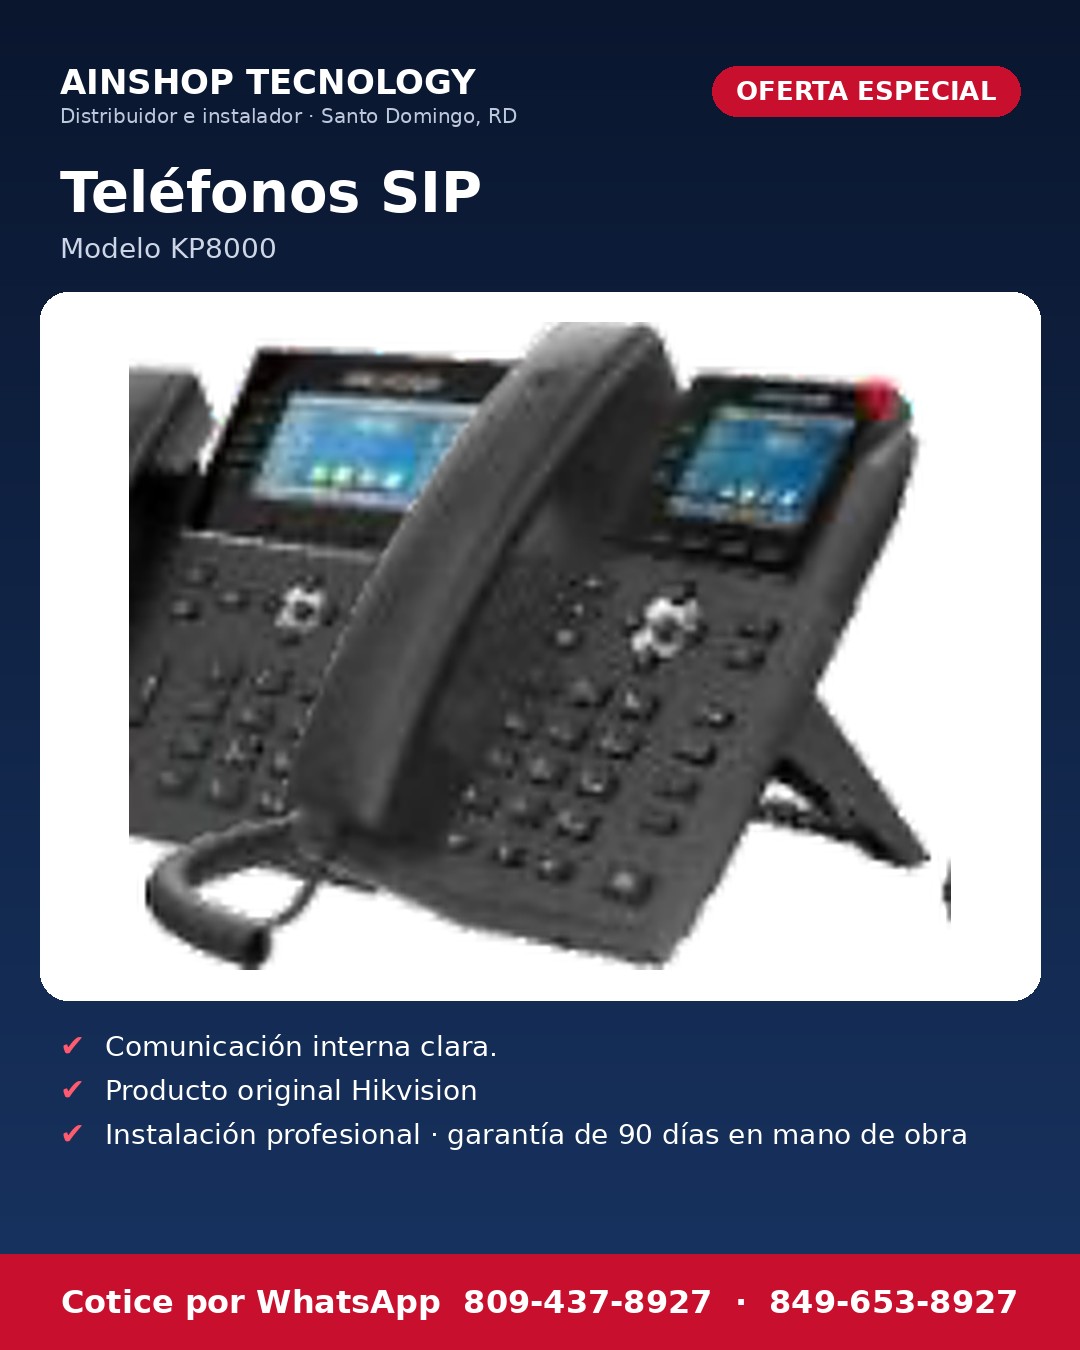 AINSHOP TECNOLOGY
Distribuidor e instalador · Santo Domingo, RD
OFERTA ESPECIAL
Teléfonos SIP
Modelo KP8000
✔ Comunicación interna clara.
✔ Producto original Hikvision
✔ Instalación profesional · garantía de 90 días en mano de obra
Cotice por WhatsApp 809-437-8927 · 849-653-8927